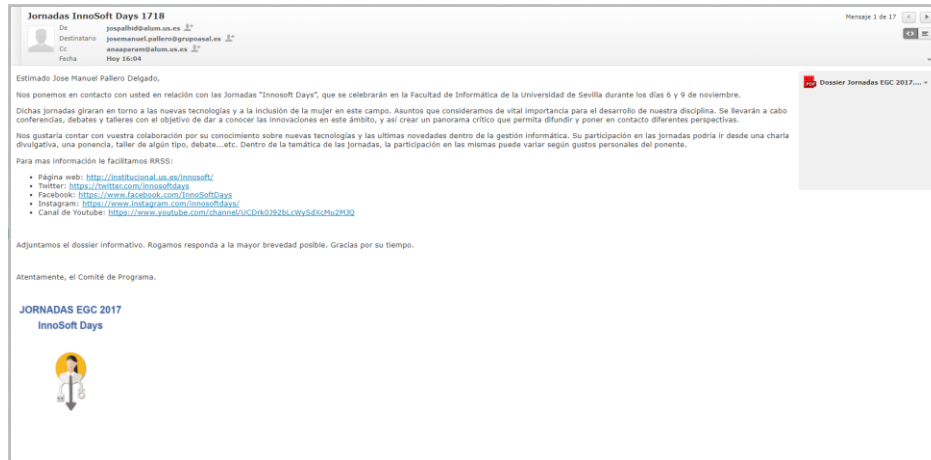 Jornadas InnoSoft Days 1718
Mensaje 1 de 17
De jospalhid@alum.us.es
Destinatario josemanuel.pallero@grupoasal.es
Cc anaaparam@alum.us.es
Fecha Hoy 16:04
Estimado Jose Manuel Pallero Delgado,
Dossier Jornadas EGC 2017....
Nos ponemos en contacto con usted en relación con las Jornadas "Innosoft Days", que se celebrarán en la Facultad de Informática de la Universidad de Sevilla durante los días 6 y 9 de noviembre.
Dichas jornadas giraran en torno a las nuevas tecnologías y a la inclusión de la mujer en este campo. Asuntos que consideramos de vital importancia para el desarrollo de nuestra disciplina. Se llevarán a cabo
conferencias, debates y talleres con el objetivo de dar a conocer las innovaciones en este ámbito, y así crear un panorama crítico que permita difundir y poner en contacto diferentes perspectivas.
Nos gustaría contar con vuestra colaboración por su conocimiento sobre nuevas tecnologías y las ultimas novedades dentro de la gestión informática. Su participación en las jornadas podría ir desde una charla
divulgativa, una ponencia, taller de algún tipo, debate...etc. Dentro de la temática de las jornadas, la participación en las mismas puede variar según gustos personales del ponente.
Para mas información le facilitamos RRSS:
• Página web: http://institucional.us.es/innosoft/
• Twitter: https://twitter.com/innosoftdays
• Facebook: https://www.facebook.com/InnoSoftDays
• Instagram: https://www.instagram.com/innosoftdays/
• Canal de Youtube: https://www.youtube.com/channel/UCDrk0J92bLcWySdXcMu2MJQ
Adjuntamos el dossier informativo. Rogamos responda a la mayor brevedad posible. Gracias por su tiempo.
Atentamente, el Comité de Programa.
JORNADAS EGC 2017
InnoSoft Days